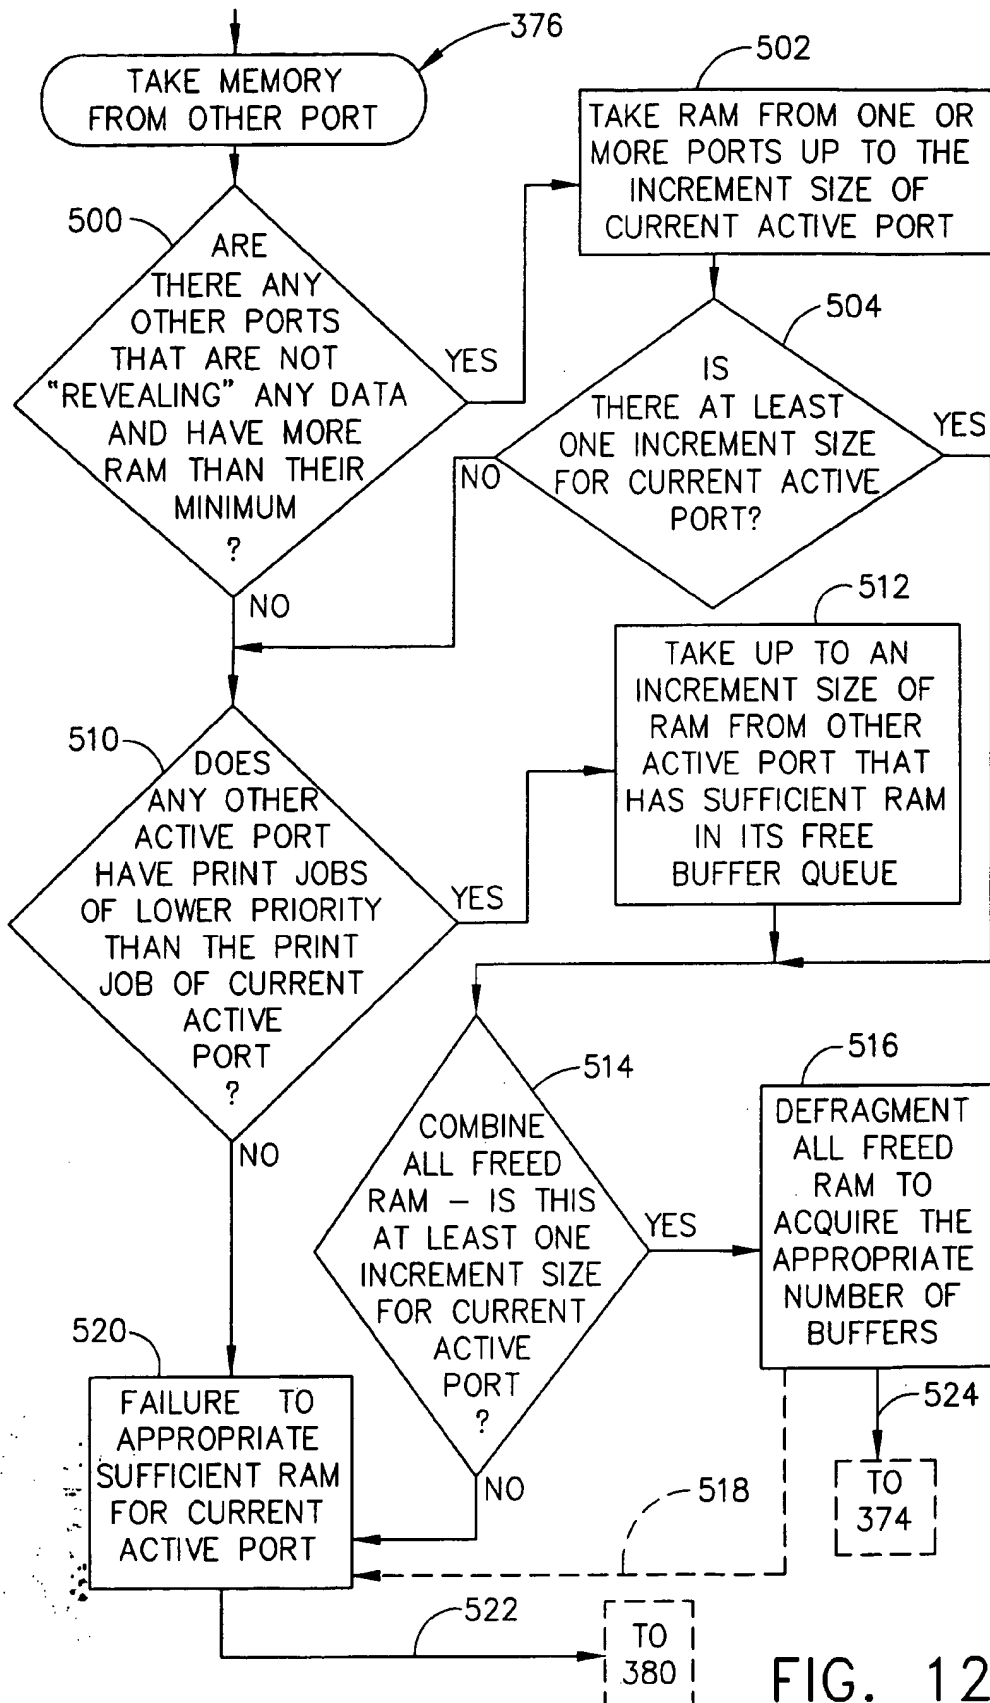 376
TAKE MEMORY
FROM OTHER PORT
502
TAKE RAM FROM ONE OR
MORE PORTS UP TO THE
INCREMENT SIZE OF
CURRENT ACTIVE PORT
500
ARE
THERE ANY
OTHER PORTS
THAT ARE NOT
"REVEALING" ANY DATA
AND HAVE MORE
RAM THAN THEIR
MINIMUM
?
YES
NO
504
IS
THERE AT LEAST
ONE INCREMENT SIZE
FOR CURRENT ACTIVE
PORT?
YES
NO
512
TAKE UP TO AN
INCREMENT SIZE OF
RAM FROM OTHER
ACTIVE PORT THAT
HAS SUFFICIENT RAM
IN ITS FREE
BUFFER QUEUE
510
DOES
ANY OTHER
ACTIVE PORT
HAVE PRINT JOBS
OF LOWER PRIORITY
THAN THE PRINT
JOB OF CURRENT
ACTIVE
PORT
?
YES
NO
514
COMBINE
ALL FREED
RAM – IS THIS
AT LEAST ONE
INCREMENT SIZE
FOR CURRENT
ACTIVE
PORT
?
YES
NO
516
DEFRAGMENT
ALL FREED
RAM TO
ACQUIRE THE
APPROPRIATE
NUMBER OF
BUFFERS
520
FAILURE TO
APPROPRIATE
SUFFICIENT RAM
FOR CURRENT
ACTIVE PORT
518
524
TO
374
522
TO
380
FIG. 12